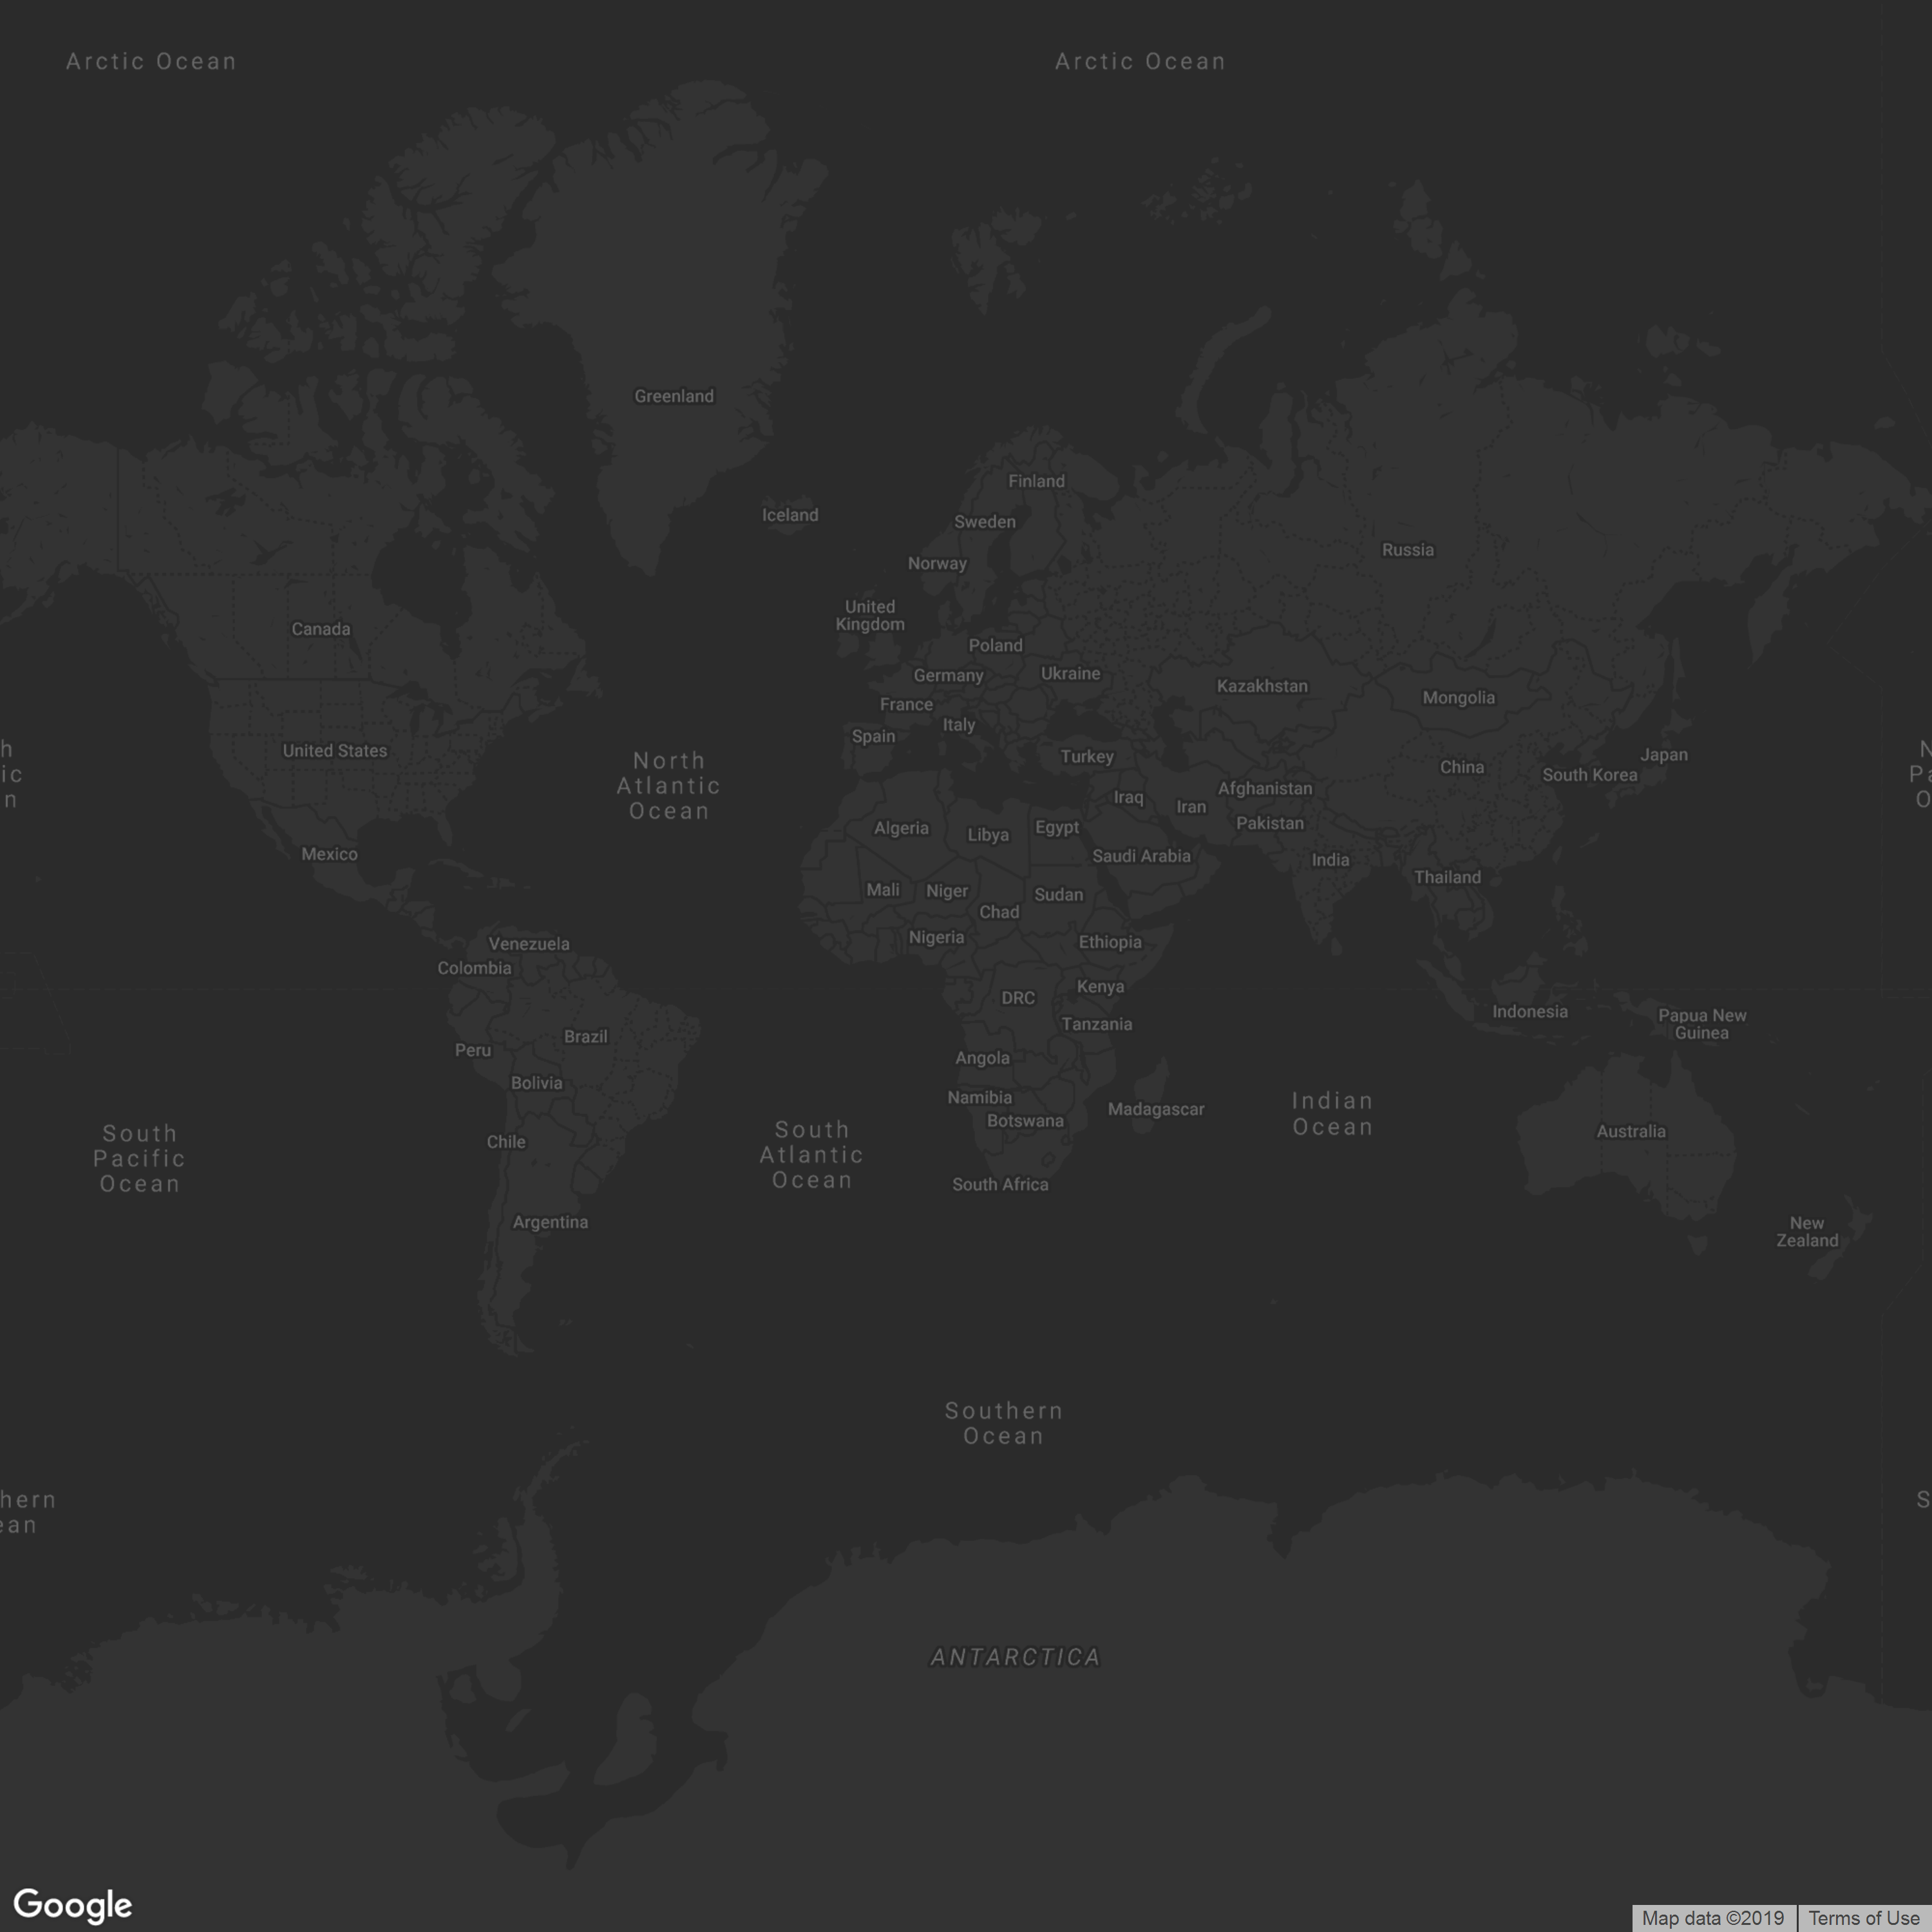 Arctic Ocean
Arctic Ocean
Greenland
Finland
Iceland
Sweden
Russia
Norway
United
Kingdom
Canada
Poland
Germany
Ukraine
Kazakhstan
Mongolia
France
Italy
Spain
United States
Turkey
Japan
China
South Korea
North
Atlantic
Ocean
Afghanistan
Iraq
Iran
Pakistan
Algeria
Libya
Egypt
Mexico
Saudi Arabia
India
Thailand
Mali
Niger
Sudan
Chad
Nigeria
Ethiopia
Venezuela
Colombia
Kenya
DRC
Indonesia
Papua New
Guinea
Tanzania
Brazil
Peru
Angola
Bolivia
Namibia
Madagascar
Botswana
Indian
Ocean
Australia
Chile
South
Pacific
Ocean
South
Atlantic
Ocean
South Africa
Argentina
New
Zealand
Southern
Ocean
hern
ean
ANTARCTICA
Google
Map data ©2019
Terms of Use